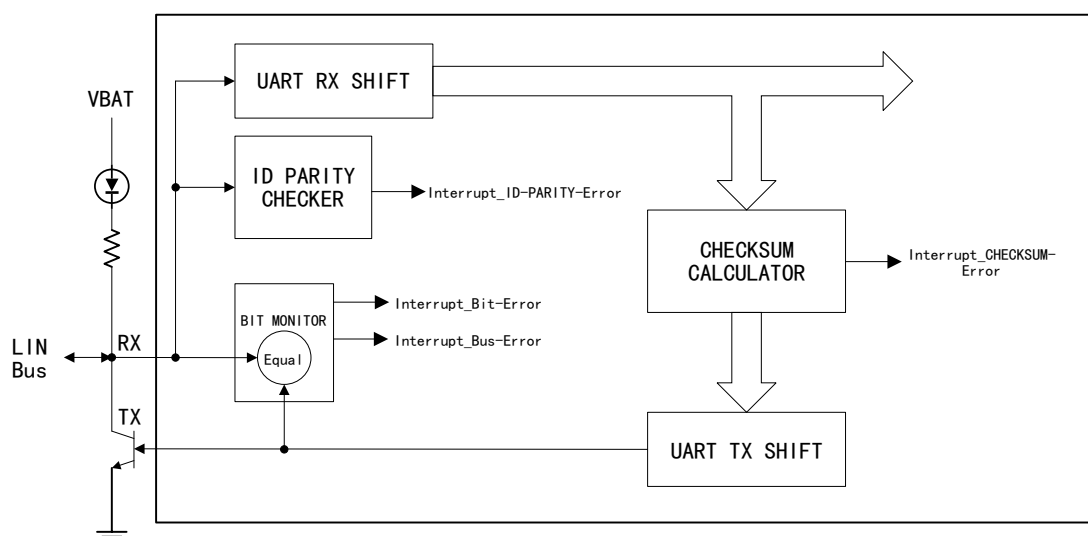 UART RX SHIFT
VBAT
ID PARITY
CHECKER
Interrupt_ID-PARITY-Error
CHECKSUM
CALCULATOR
Interrupt_CHECKSUM-
Error
Interrupt_Bit-Error
BIT MONITOR
Interrupt_Bus-Error
RX
LIN
Bus
Equal
TX
UART TX SHIFT